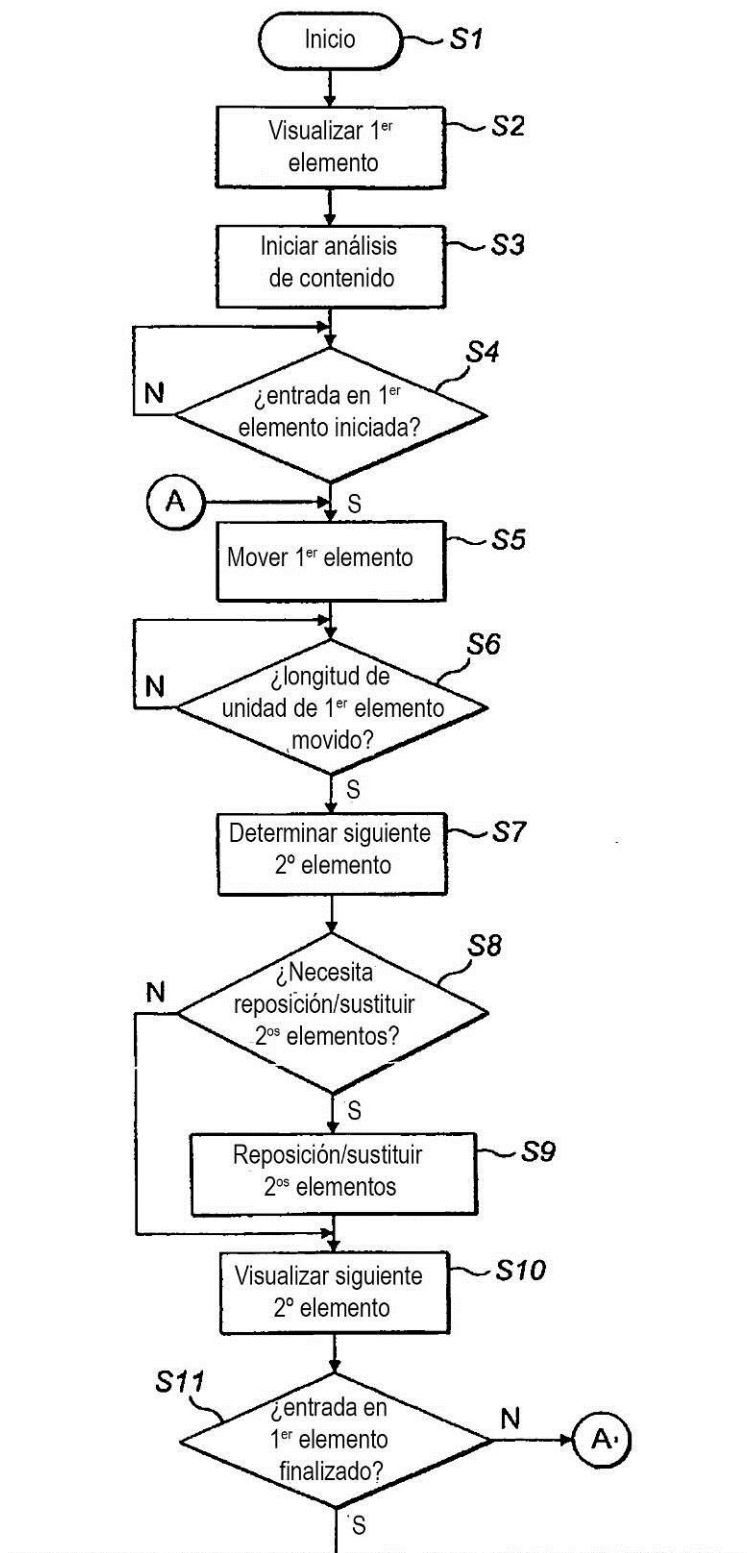 Inicio
S1
Visualizar 1er
elemento
S2
Iniciar análisis
de contenido
S3
S4
N
¿entrada en 1er
elemento iniciada?
A
S
Mover 1er elemento
S5
S6
N
¿longitud de
unidad de 1er elemento
movido?
S
Determinar siguiente
2º elemento
S7
S8
N
¿Necesita
reposición/sustituir
2os elementos?
S
Reposición/sustituir
2os elementos
S9
Visualizar siguiente
2º elemento
S10
S11
¿entrada en
1er elemento
finalizado?
N
A
S